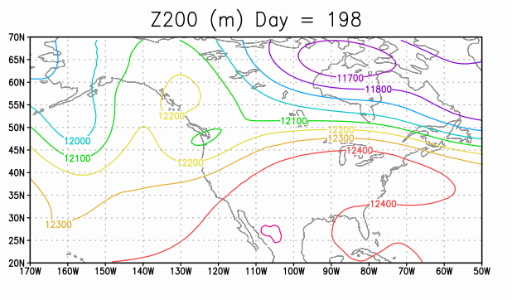 Z200 (m) Day = 198
70N
65N
60N
55N
50N
45N
40N
35N
30N
25N
20N
11700
11800
12200
12100
12000
12200
12300
12100
12400
12200
12400
12300
170W 160W 150W 140W 130W 120W 110W 100W 90W 80W 70W 60W 50W